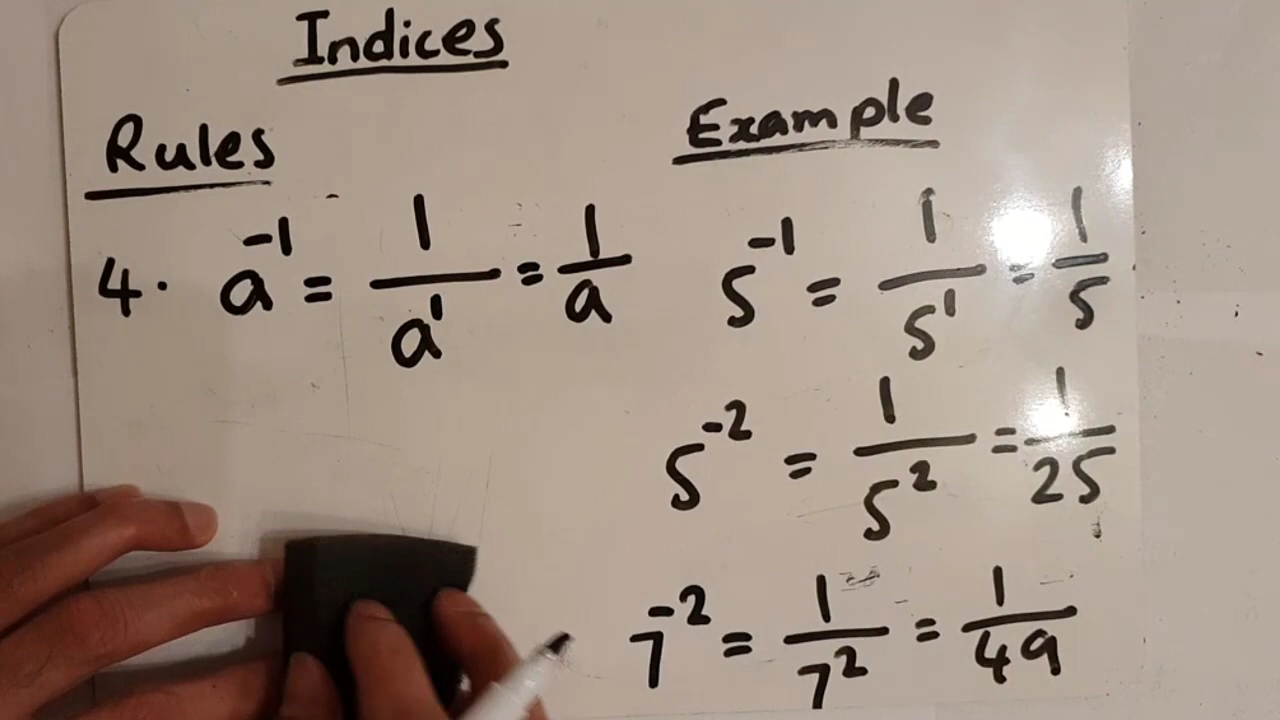 Indices
Rules
Example
4. a⁻¹ = 1/a¹ = 1/a
5⁻¹ = 1/5¹ = 1/5
5⁻² = 1/5² = 1/25
7⁻² = 1/7² = 1/49